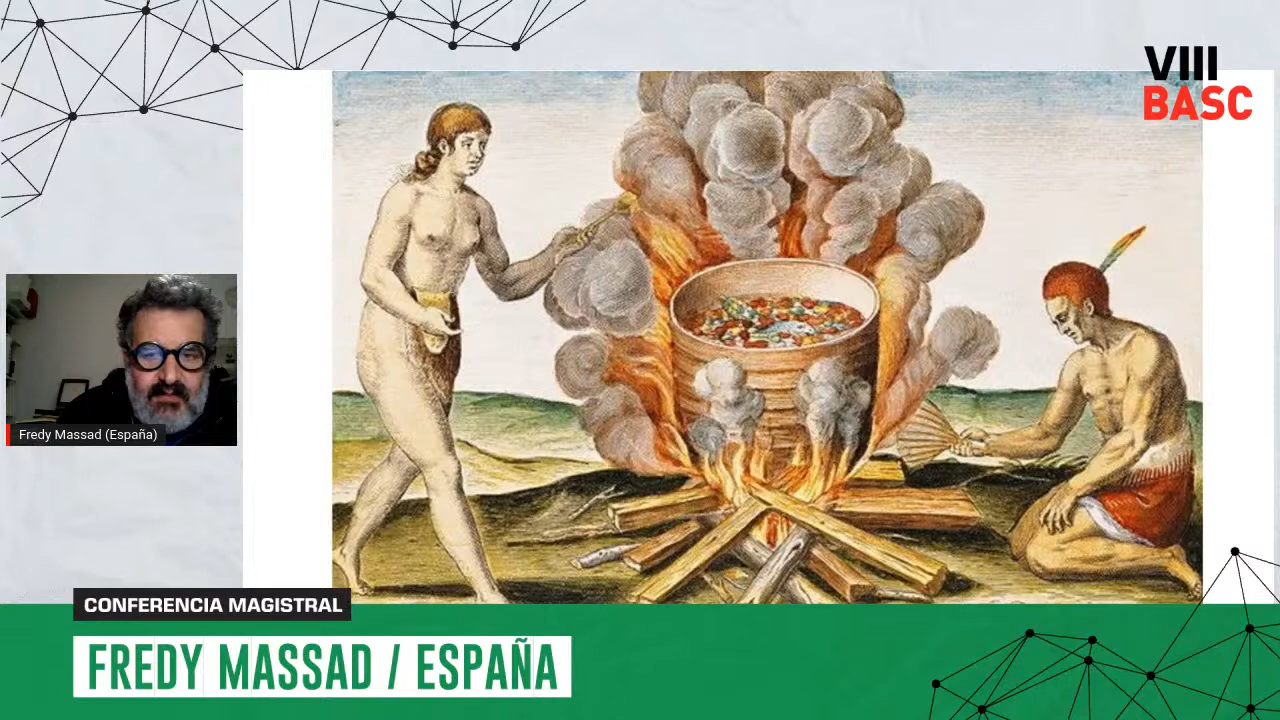 VIII
BASC
Fredy Massad (España)
CONFERENCIA MAGISTRAL
FREDY MASSAD / ESPAÑA